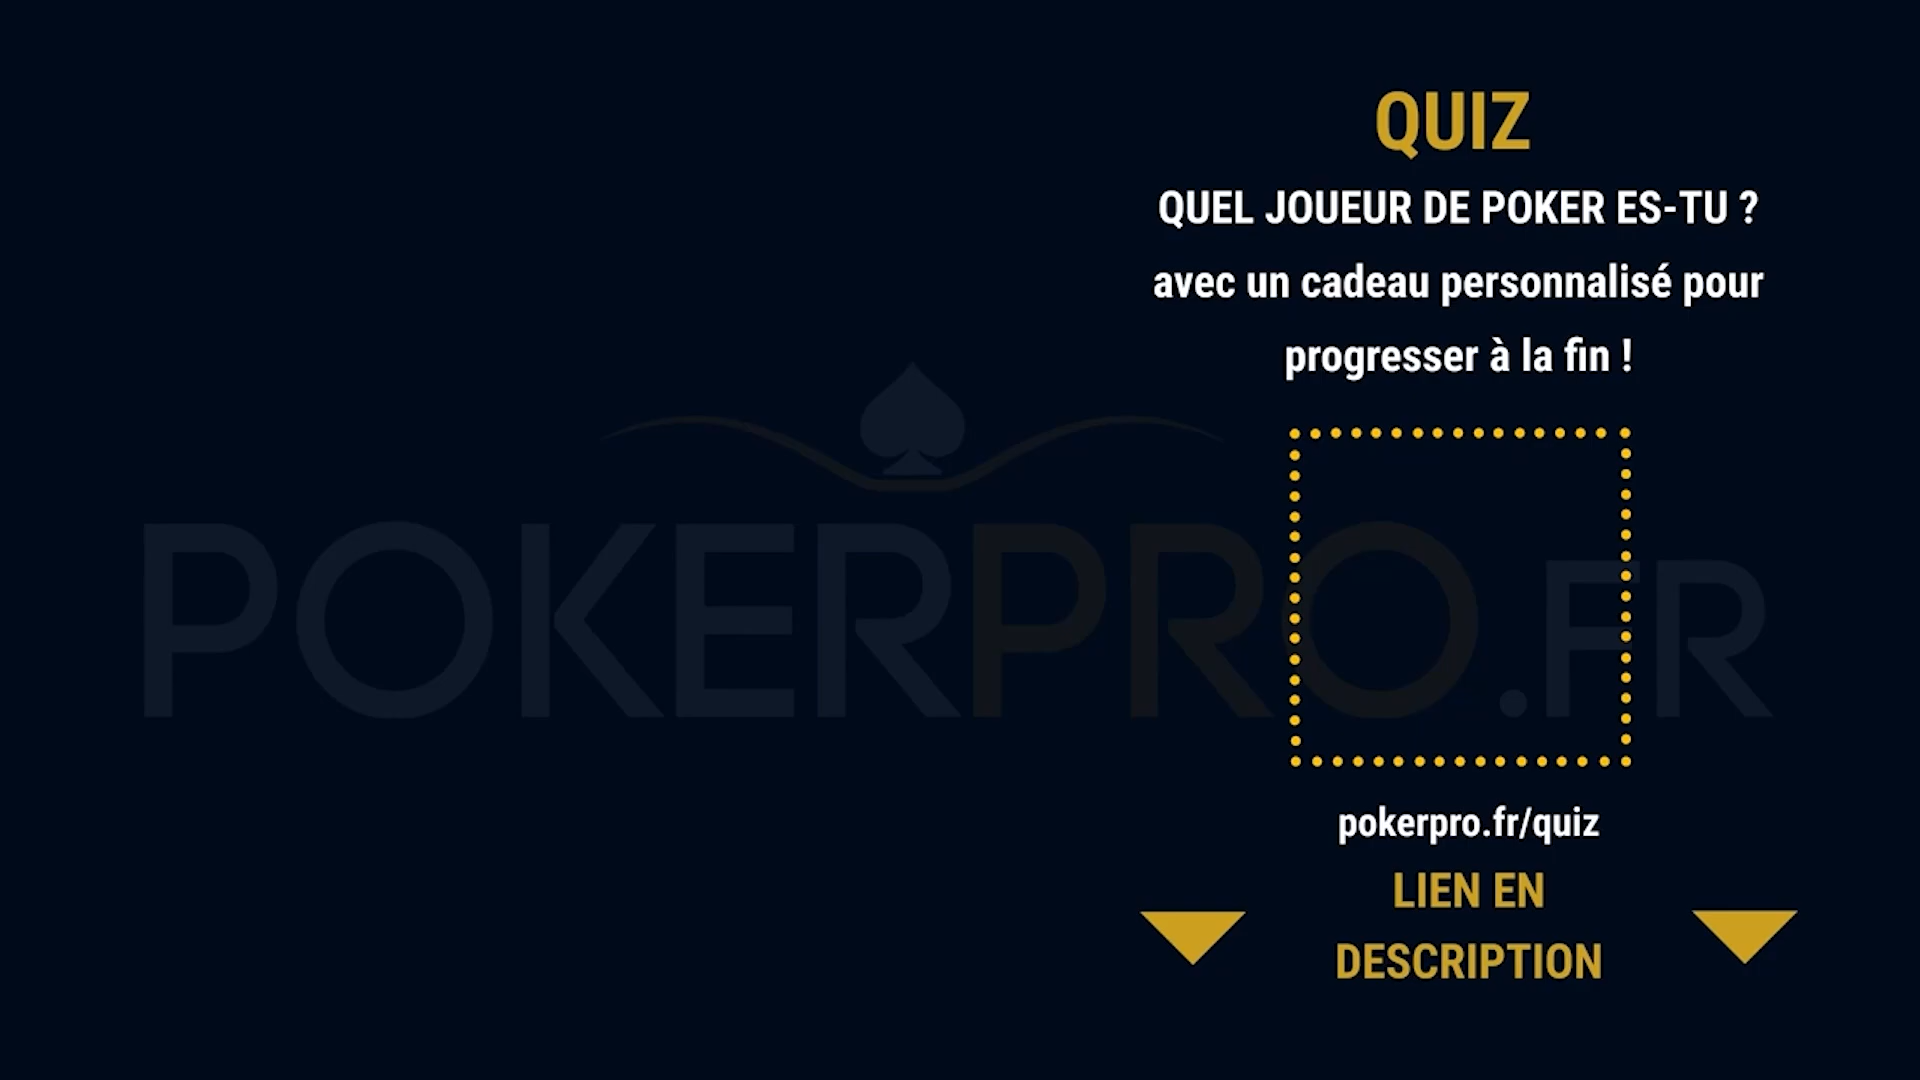 QUIZ
QUEL JOUEUR DE POKER ES-TU ?
avec un cadeau personnalisé pour
progresser à la fin !
POKERPRO.FR
pokerpro.fr/quiz
LIEN EN
DESCRIPTION